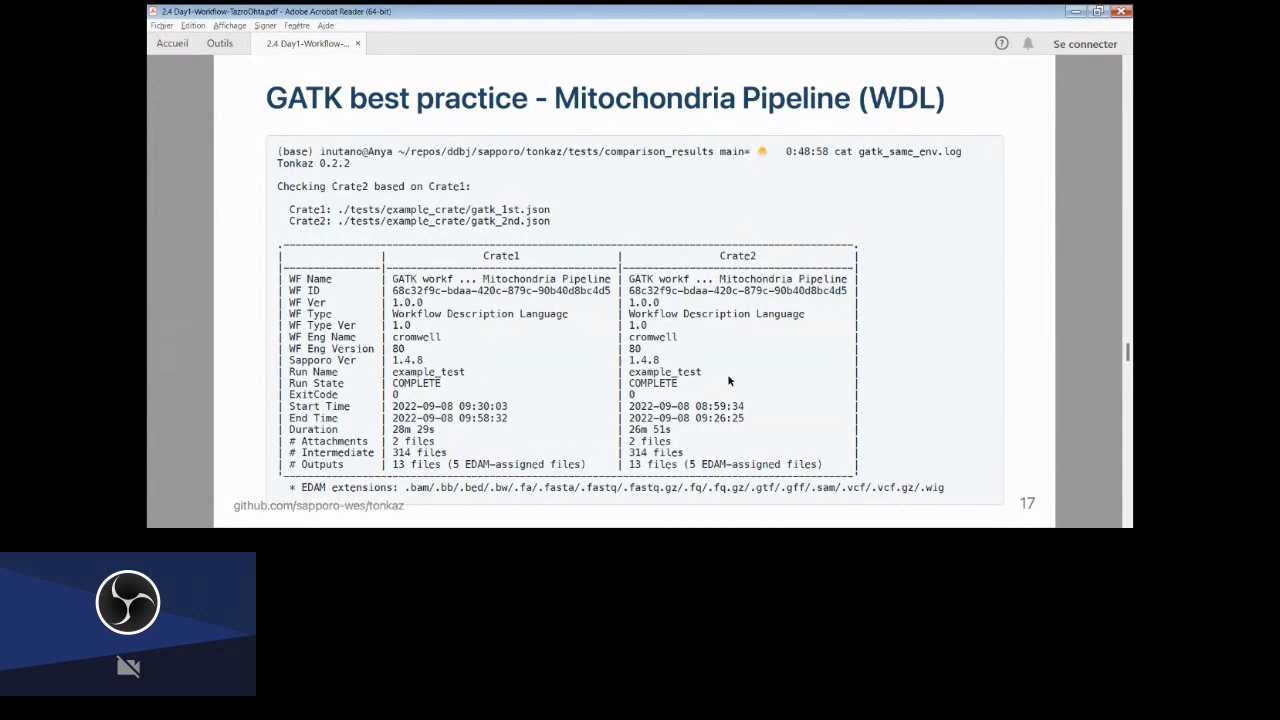 2.4 Day1-Workflow-TazroOhta.pdf - Adobe Acrobat Reader (64-bit)
Fichier Edition Affichage Signer Fenêtre Aide
Accueil Outils 2.4 Day1-Workflow-... × Se connecter
GATK best practice - Mitochondria Pipeline (WDL)
(base) inutano@Anya ~/repos/ddbj/sapporo/tonkaz/tests/comparison_results main* 🐣 0:48:58 cat gatk_same_env.log
Tonkaz 0.2.2
Checking Crate2 based on Crate1:
Crate1: ./tests/example_crate/gatk_1st.json
Crate2: ./tests/example_crate/gatk_2nd.json
| | Crate1 | Crate2 |
| WF Name | GATK workf ... Mitochondria Pipeline | GATK workf ... Mitochondria Pipeline |
| WF ID | 68c32f9c-bdaa-420c-879c-90b40d8bc4d5 | 68c32f9c-bdaa-420c-879c-90b40d8bc4d5 |
| WF Ver | 1.0.0 | 1.0.0 |
| WF Type | Workflow Description Language | Workflow Description Language |
| WF Type Ver | 1.0 | 1.0 |
| WF Eng Name | cromwell | cromwell |
| WF Eng Version | 80 | 80 |
| Sapporo Ver | 1.4.8 | 1.4.8 |
| Run Name | example_test | example_test |
| Run State | COMPLETE | COMPLETE |
| ExitCode | 0 | 0 |
| Start Time | 2022-09-08 09:30:03 | 2022-09-08 08:59:34 |
| End Time | 2022-09-08 09:58:32 | 2022-09-08 09:26:25 |
| Duration | 28m 29s | 26m 51s |
| # Attachments | 2 files | 2 files |
| # Intermediate | 314 files | 314 files |
| # Outputs | 13 files (5 EDAM-assigned files) | 13 files (5 EDAM-assigned files) |
* EDAM extensions: .bam/.bb/.bed/.bw/.fa/.fasta/.fastq/.fastq.gz/.fq/.fq.gz/.gtf/.gff/.sam/.vcf/.vcf.gz/.wig
github.com/sapporo-wes/tonkaz
17